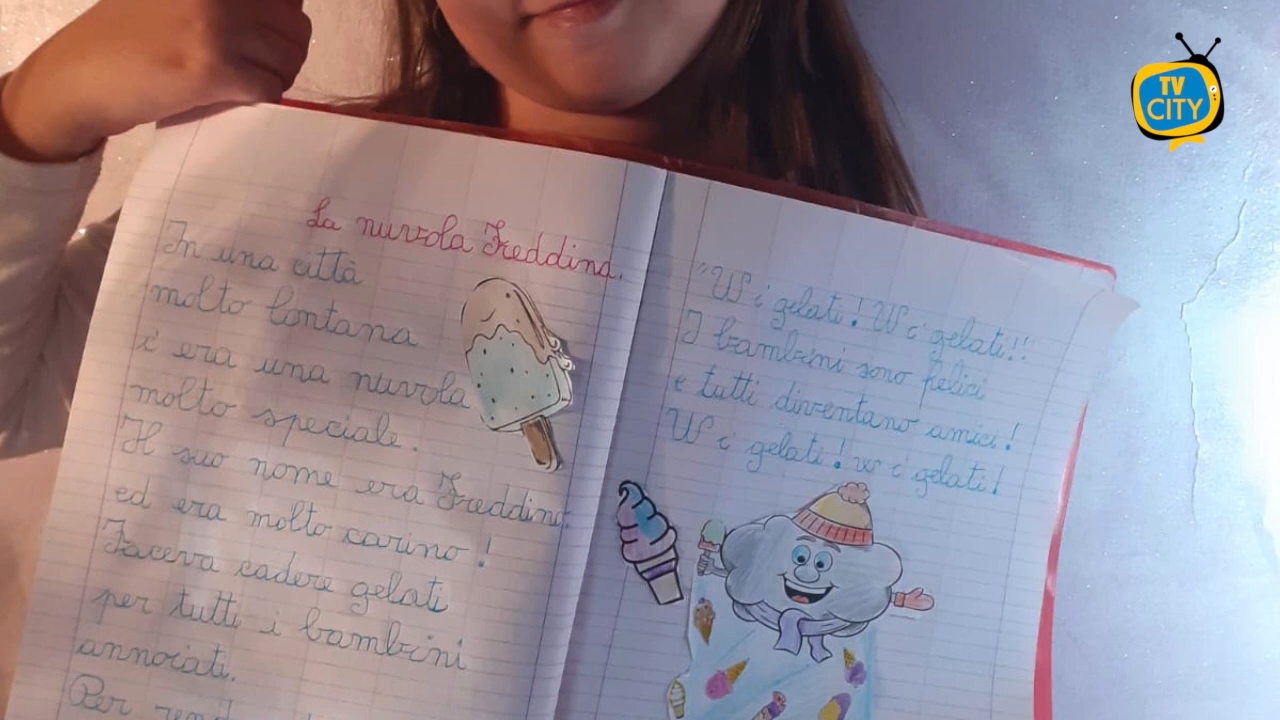 La nuvola Freddina.
In una città
molto lontana
c'era una nuvola
molto speciale.
Il suo nome era Freddino
ed era molto carino!
Faceva cadere gelati
per tutti i bambini
annoiati.
Per
"W i gelati! W i gelati!"
I bambini sono felici
e tutti diventano amici!
W i gelati! w i gelati!
TV
CITY